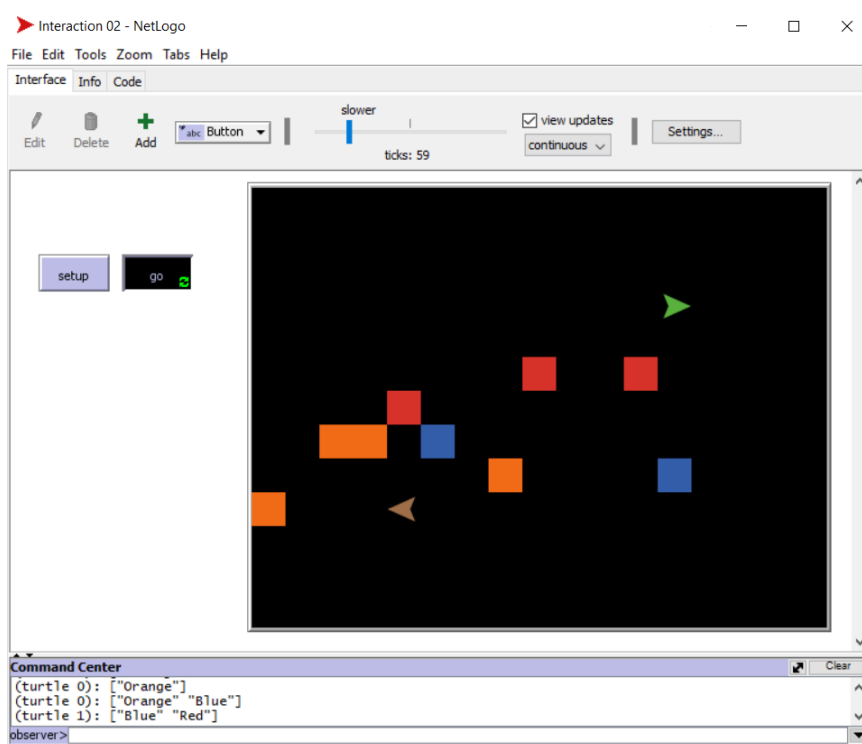 Interaction 02 - NetLogo
File Edit Tools Zoom Tabs Help
Interface Info Code
Edit Delete Add abc Button slower ticks: 59 view updates continuous Settings...
setup go
Command Center Clear
(turtle 0): ["Orange"]
(turtle 0): ["Orange" "Blue"]
(turtle 1): ["Blue" "Red"]
observer>